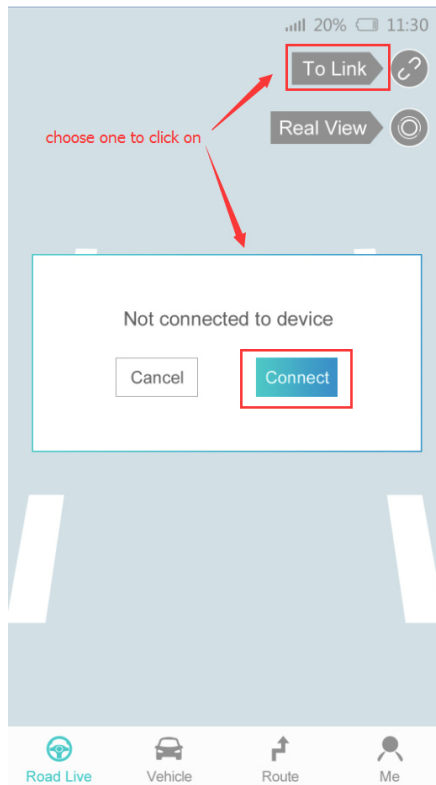 20% 11:30
To Link
Real View
choose one to click on
Not connected to device
Cancel Connect
Road Live Vehicle Route Me